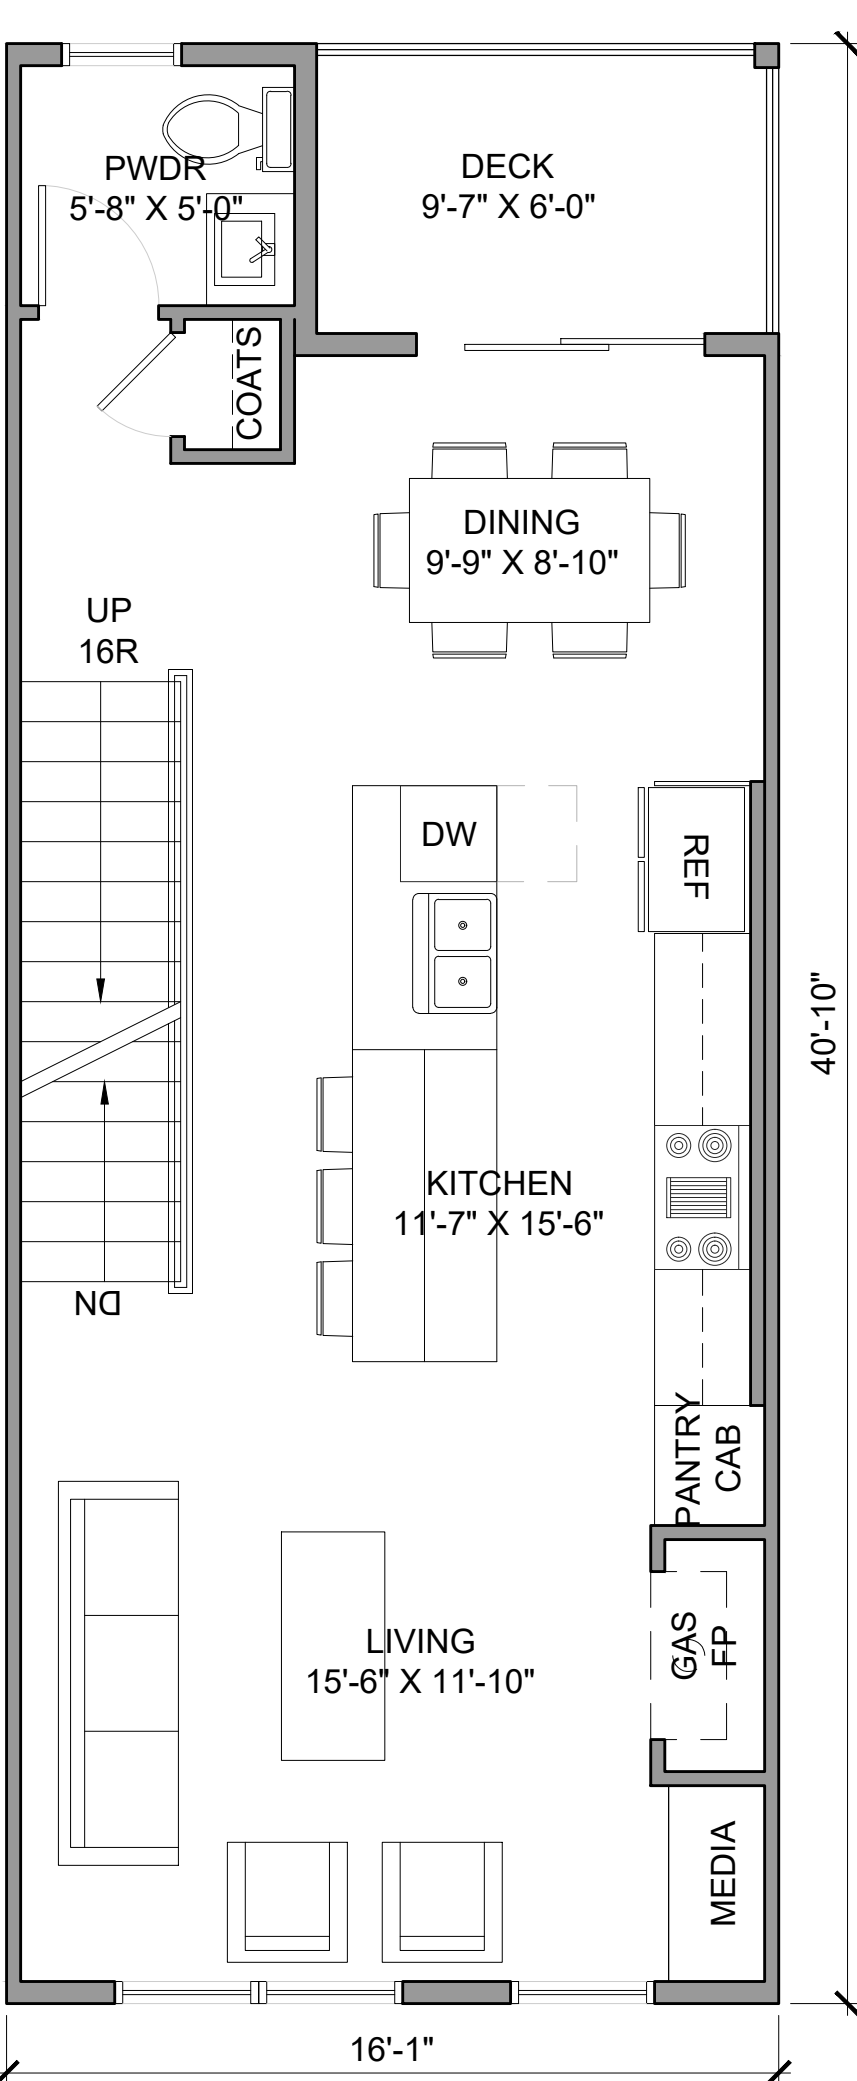 PWDR
5'-8" X 5'-0"
DECK
9'-7" X 6'-0"
COATS
DINING
9'-9" X 8'-10"
UP
16R
DW
REF
40'-10"
KITCHEN
11'-7" X 15'-6"
DN
PANTRY
CAB
LIVING
15'-6" X 11'-10"
GAS
FP
MEDIA
16'-1"